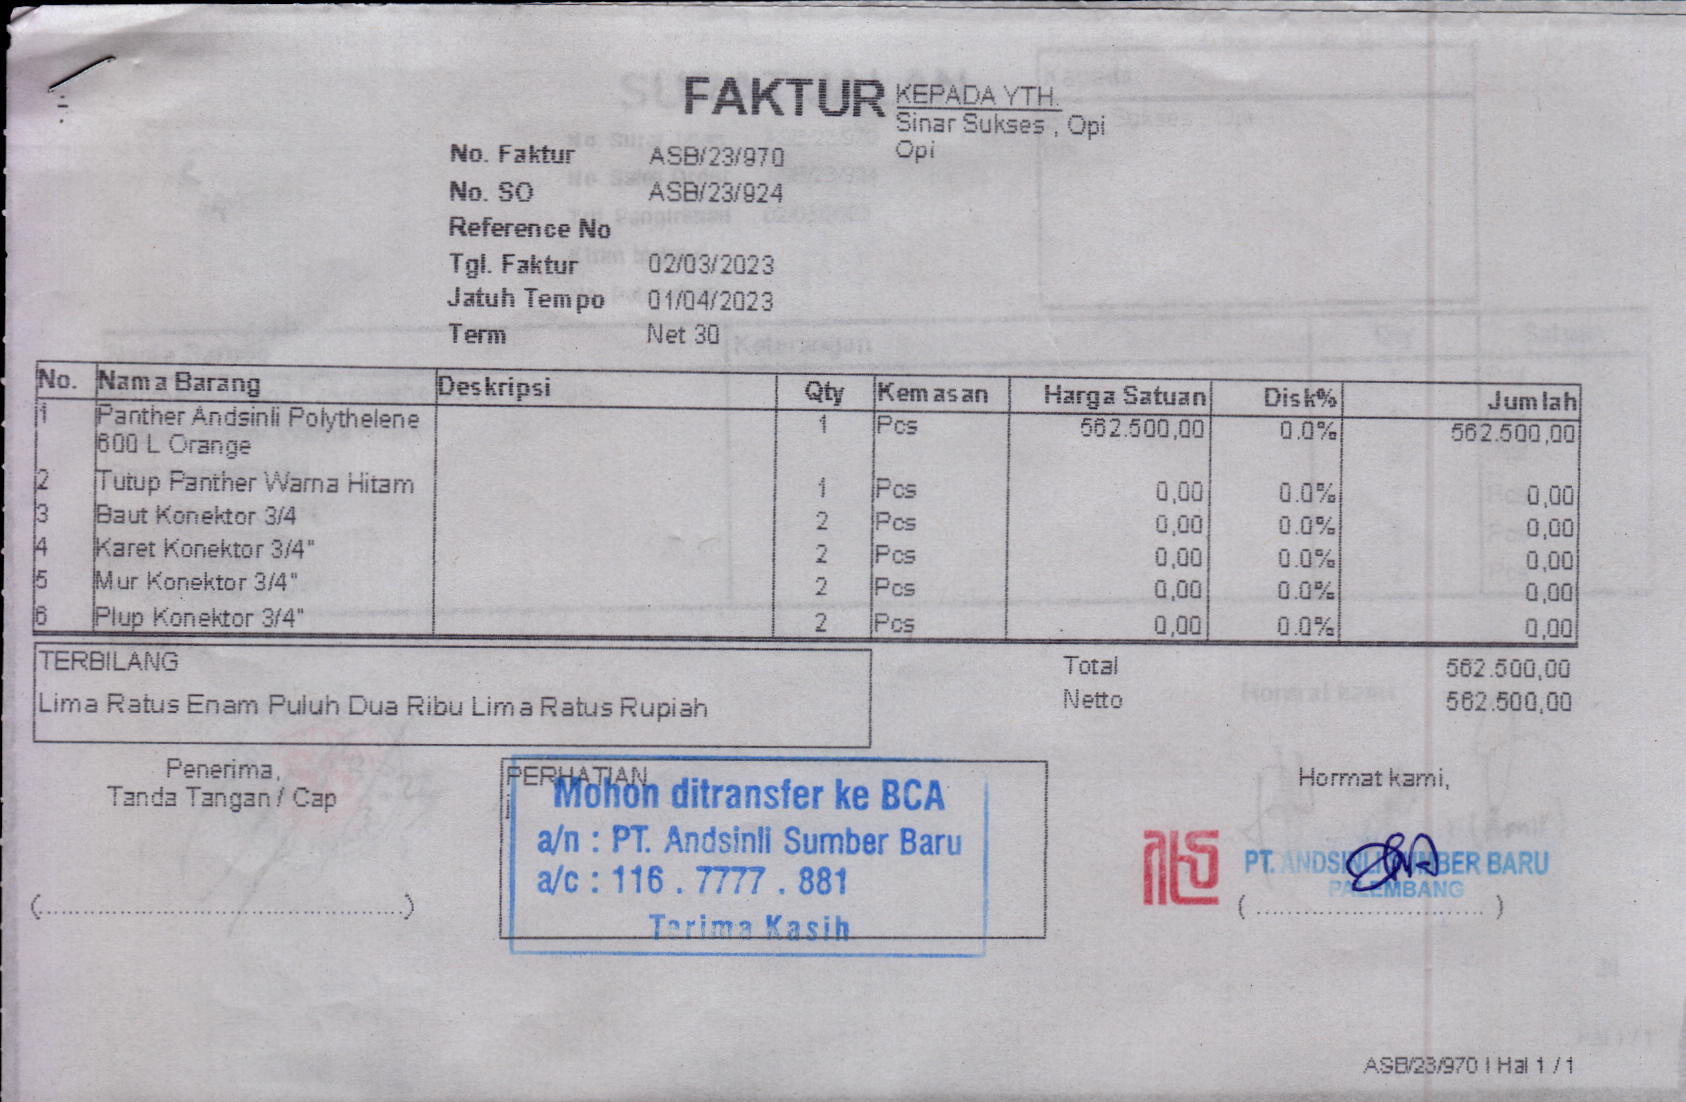 FAKTUR
KEPADA YTH.
Sinar Sukses , Opi
Opi
No. Faktur ASB/23/970
No. SO ASB/23/924
Reference No
Tgl. Faktur 02/03/2023
Jatuh Tempo 01/04/2023
Term Net 30
No. Nama Barang Deskripsi Qty Kemasan Harga Satuan Disk% Jumlah
1 Panther Andsinli Polythelene 1 Pcs 562.500,00 0.0% 562.500,00
600 L Orange
2 Tutup Panther Warna Hitam 1 Pcs 0,00 0.0% 0,00
3 Baut Konektor 3/4 2 Pcs 0,00 0.0% 0,00
4 Karet Konektor 3/4" 2 Pcs 0,00 0.0% 0,00
5 Mur Konektor 3/4" 2 Pcs 0,00 0.0% 0,00
6 Plup Konektor 3/4" 2 Pcs 0,00 0.0% 0,00
TERBILANG
Lima Ratus Enam Puluh Dua Ribu Lima Ratus Rupiah
Total 562.500,00
Netto 562.500,00
Penerima,
Tanda Tangan / Cap
(........................................)
PERHATIAN
Mohon ditransfer ke BCA
a/n : PT. Andsinli Sumber Baru
a/c : 116 . 7777 . 881
Terima Kasih
Hormat kami,
PT. ANDSINLI SUMBER BARU
PALEMBANG
( .............................. )
ASB/23/970 | Hal 1 / 1